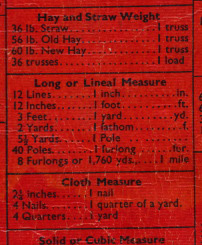 Hay and Straw Weight
36 lb. Straw........1 truss
56 lb. Old Hay........1 truss
60 lb. New Hay........1 truss
36 trusses........1 load
Long or Lineal Measure
12 Lines........1 inch........in.
12 Inches........1 foot........ft.
3 Feet........1 yard........yd.
2 Yards........1 fathom........f.
5½ Yards........1 Pole
40 Poles........1 furlong........fur.
8 Furlongs or 1,760 yds....1 mile
Cloth Measure
2¼ Inches........1 nail
4 Nails........1 quarter of a yard.
4 Quarters........1 yard
Solid or Cubic Measure